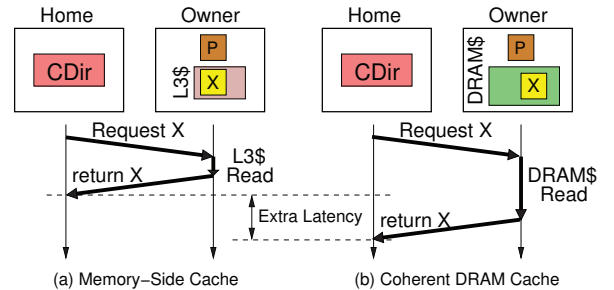 Home
Owner
Home
Owner
CDir
P
L3$
X
CDir
P
DRAM$
X
Request X
L3$
Read
return X
Extra Latency
Request X
DRAM$
Read
return X
(a) Memory-Side Cache
(b) Coherent DRAM Cache